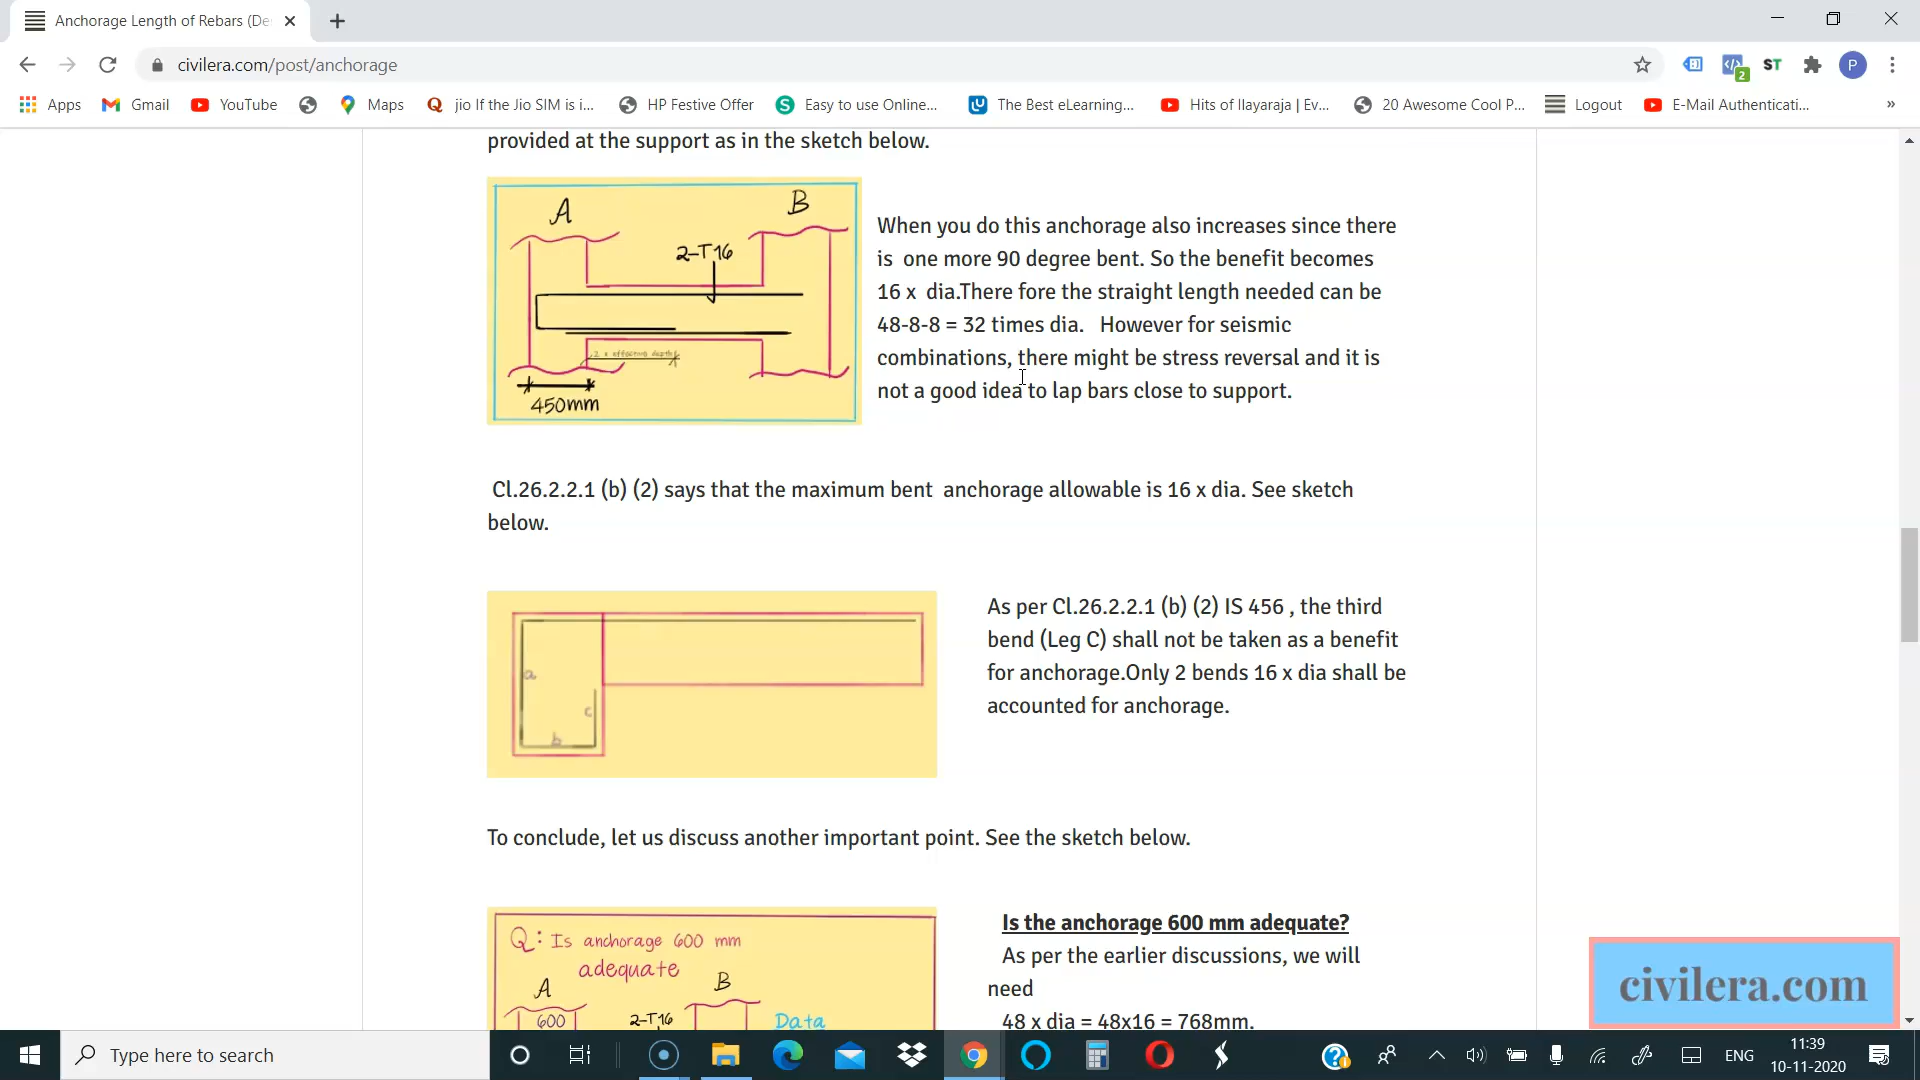 Anchorage Length of Rebars (De
civilera.com/post/anchorage
P
2
ST
Apps
Gmail
YouTube
Maps
jio If the Jio SIM is i...
HP Festive Offer
Easy to use Online...
The Best eLearning...
Hits of Ilayaraja | Ev...
20 Awesome Cool P...
Logout
E-Mail Authenticati...
»
provided at the support as in the sketch below.
A
B
2-T16
2 x effective depth
450mm
When you do this anchorage also increases since there
is one more 90 degree bent. So the benefit becomes
16 x dia.There fore the straight length needed can be
48-8-8 = 32 times dia. However for seismic
combinations, there might be stress reversal and it is
not a good idea to lap bars close to support.
Cl.26.2.2.1 (b) (2) says that the maximum bent anchorage allowable is 16 x dia. See sketch
below.
a
b
c
As per Cl.26.2.2.1 (b) (2) IS 456 , the third
bend (Leg C) shall not be taken as a benefit
for anchorage.Only 2 bends 16 x dia shall be
accounted for anchorage.
To conclude, let us discuss another important point. See the sketch below.
Q: Is anchorage 600 mm
adequate
A
B
600
2-T16
Data
Is the anchorage 600 mm adequate?
As per the earlier discussions, we will
need
48 x dia = 48x16 = 768mm.
civilera.com
Type here to search
ENG
11:39
10-11-2020